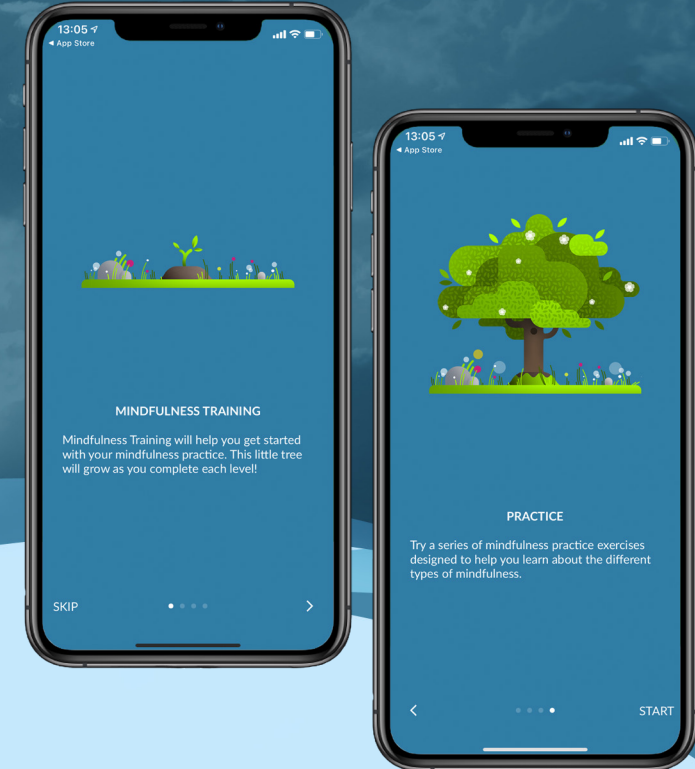 13:05
◀ App Store
MINDFULNESS TRAINING
Mindfulness Training will help you get started
with your mindfulness practice. This little tree
will grow as you complete each level!
SKIP
13:05
◀ App Store
PRACTICE
Try a series of mindfulness practice exercises
designed to help you learn about the different
types of mindfulness.
START